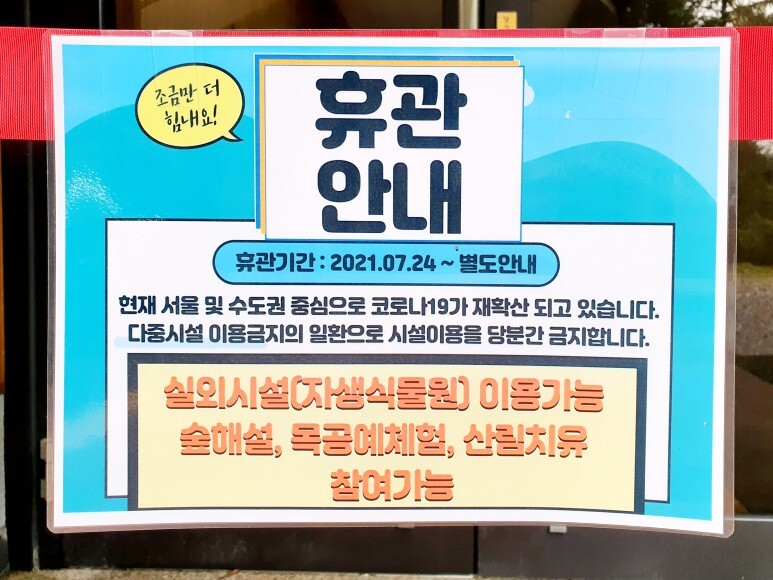 조금만 더
힘내요!
휴관
안내
휴관기간 : 2021.07.24 ~ 별도안내
현재 서울 및 수도권 중심으로 코로나19가 재확산 되고 있습니다.
다중시설 이용금지의 일환으로 시설이용을 당분간 금지합니다.
실외시설(자생식물원) 이용가능
숲해설, 목공예체험, 산림치유
참여가능